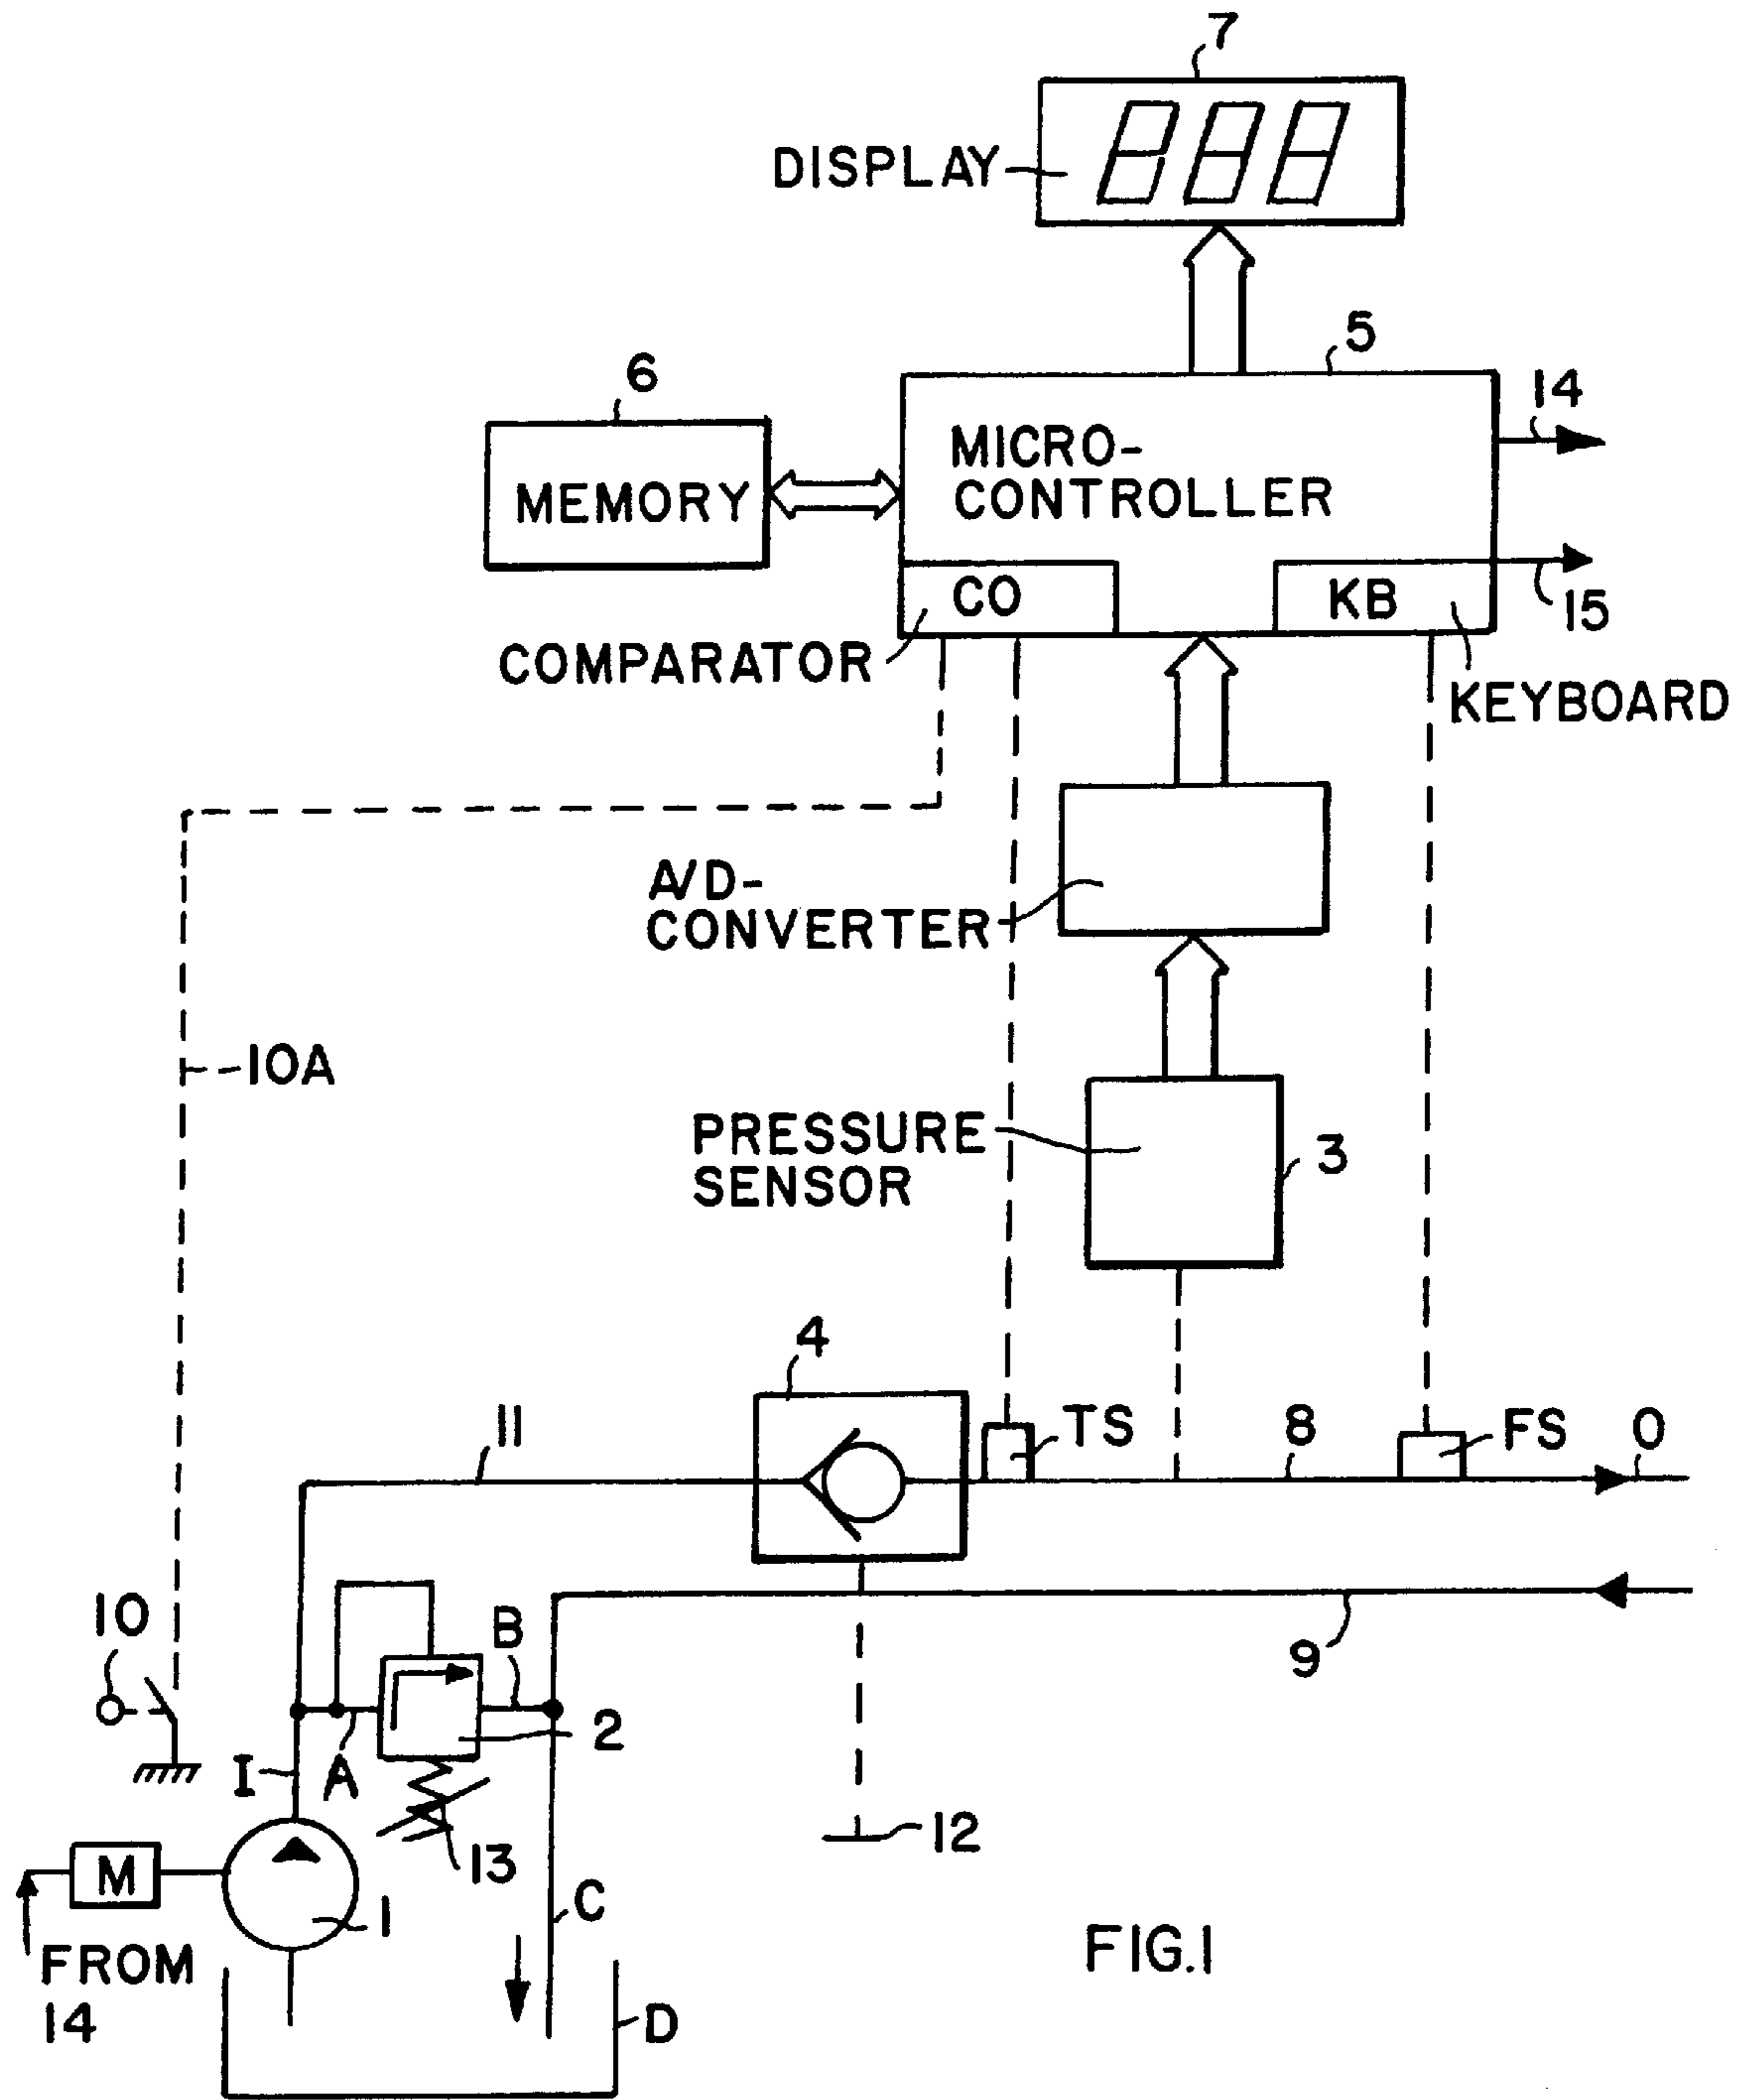 7
DISPLAY
888
5
6
14
MICRO-
CONTROLLER
MEMORY
CO
KB
15
COMPARATOR
KEYBOARD
A/D-
CONVERTER
10A
PRESSURE
SENSOR
3
4
11
TS
8
FS
O
10
B
9
2
I
A
13
12
M
1
C
FROM
14
D
FIG.1